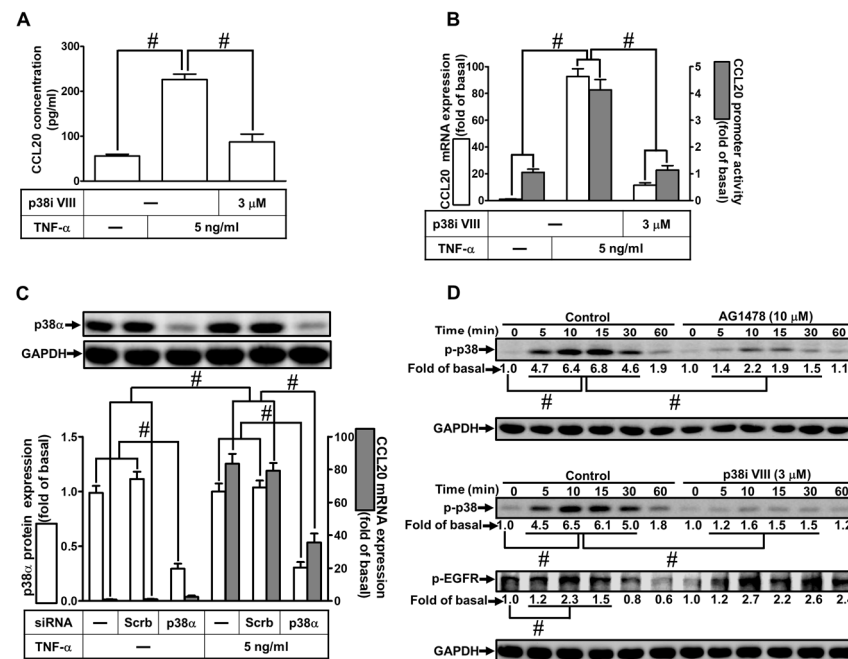 A
#
#
CCL20 concentration
(pg/ml)
300
200
100
0
p38i VIII
—
3 μM
TNF-α
—
5 ng/ml
B
#
#
CCL20 mRNA expression
(fold of basal)
100
80
60
40
20
0
5
4
3
2
1
0
CCL20 promoter activity
(fold of basal)
p38i VIII
—
3 μM
TNF-α
—
5 ng/ml
C
p38α
GAPDH
#
#
#
#
p38α protein expression
(fold of basal)
1.5
1.0
0.5
0.0
100
80
60
40
20
0
CCL20 mRNA expression
(fold of basal)
siRNA — Scrb p38α — Scrb p38α
TNF-α — 5 ng/ml
D
Control AG1478 (10 μM)
Time (min) 0 5 10 15 30 60 0 5 10 15 30 60
p-p38
Fold of basal 1.0 4.7 6.4 6.8 4.6 1.9 1.0 1.4 2.2 1.9 1.5 1.1
# #
GAPDH
Control p38i VIII (3 μM)
Time (min) 0 5 10 15 30 60 0 5 10 15 30 60
p-p38
Fold of basal 1.0 4.5 6.5 6.1 5.0 1.8 1.0 1.2 1.6 1.5 1.5 1.2
# #
p-EGFR
Fold of basal 1.0 1.2 2.3 1.5 0.8 0.6 1.0 1.2 2.7 2.2 2.6 2.4
#
GAPDH